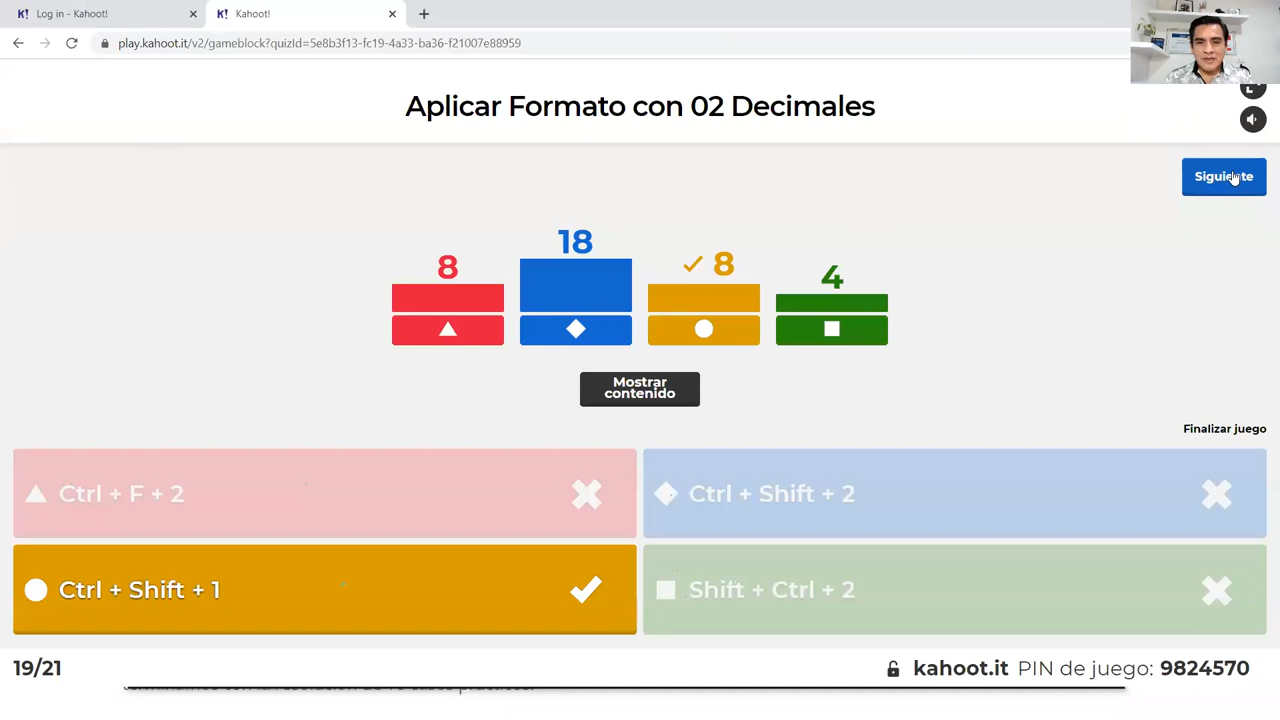 Log in - Kahoot!
Kahoot!
play.kahoot.it/v2/gameblock?quizId=5e8b3f13-fc19-4a33-ba36-f21007e88959
Aplicar Formato con 02 Decimales
Siguiente
8
18
8
4
Mostrar
contenido
Finalizar juego
Ctrl + F + 2
Ctrl + Shift + 2
Ctrl + Shift + 1
Shift + Ctrl + 2
19/21
kahoot.it PIN de juego: 9824570